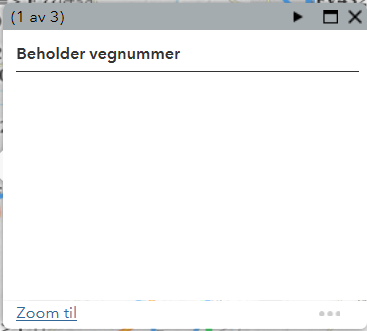 (1 av 3)
Beholder vegnummer
Zoom til